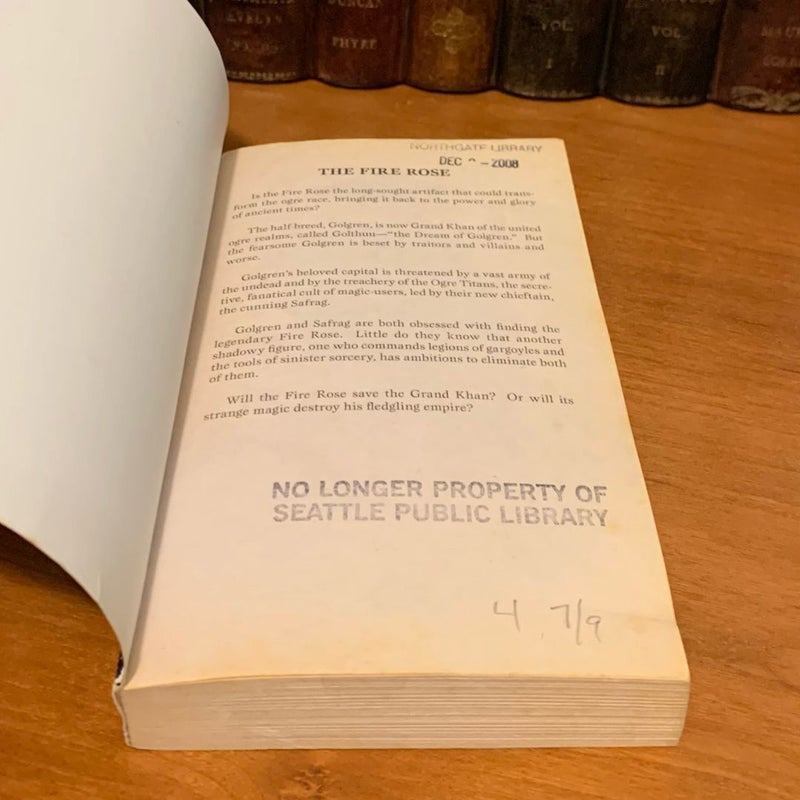 EVELYN
DUNCAN
PHYFE
VOL
I
VOL
II
NORTHGATE LIBRARY
DEC - 2008
THE FIRE ROSE
Is the Fire Rose the long-sought artifact that could trans-
form the ogre race, bringing it back to the power and glory
of ancient times?
The half-breed, Golgren, is now Grand Khan of the united
ogre realms, called Golthuu—“the Dream of Golgren.” But
the fearsome Golgren is beset by traitors and villains and
worse.
Golgren’s beloved capital is threatened by a vast army of
the undead and by the treachery of the Ogre Titans, the secre-
tive, fanatical cult of magic-users, led by their new chieftain,
the cunning Safrag.
Golgren and Safrag are both obsessed with finding the
legendary Fire Rose. Little do they know that another
shadowy figure, one who commands legions of gargoyles and
the tools of sinister sorcery, has ambitions to eliminate both
of them.
Will the Fire Rose save the Grand Khan? Or will its
strange magic destroy his fledgling empire?
NO LONGER PROPERTY OF
SEATTLE PUBLIC LIBRARY
4 7/9